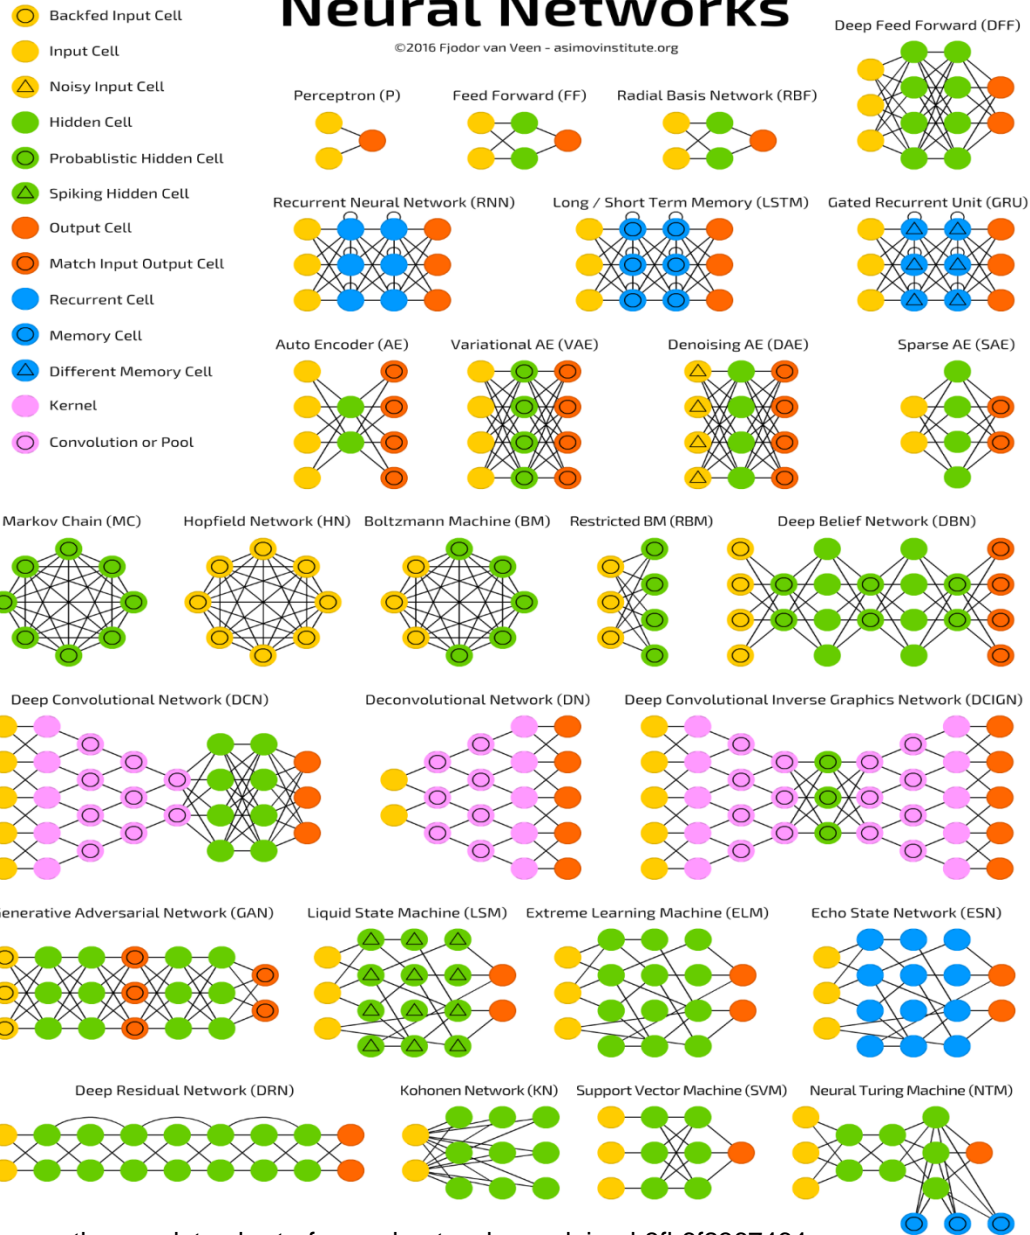 Neural Networks
©2016 Fjodor van Veen - asimovinstitute.org
Backfed Input Cell
Input Cell
Noisy Input Cell
Hidden Cell
Probablistic Hidden Cell
Spiking Hidden Cell
Output Cell
Match Input Output Cell
Recurrent Cell
Memory Cell
Different Memory Cell
Kernel
Convolution or Pool
Deep Feed Forward (DFF)
Perceptron (P)
Feed Forward (FF)
Radial Basis Network (RBF)
Recurrent Neural Network (RNN)
Long / Short Term Memory (LSTM)
Gated Recurrent Unit (GRU)
Auto Encoder (AE)
Variational AE (VAE)
Denoising AE (DAE)
Sparse AE (SAE)
Markov Chain (MC)
Hopfield Network (HN)
Boltzmann Machine (BM)
Restricted BM (RBM)
Deep Belief Network (DBN)
Deep Convolutional Network (DCN)
Deconvolutional Network (DN)
Deep Convolutional Inverse Graphics Network (DCIGN)
Generative Adversarial Network (GAN)
Liquid State Machine (LSM)
Extreme Learning Machine (ELM)
Echo State Network (ESN)
Deep Residual Network (DRN)
Kohonen Network (KN)
Support Vector Machine (SVM)
Neural Turing Machine (NTM)